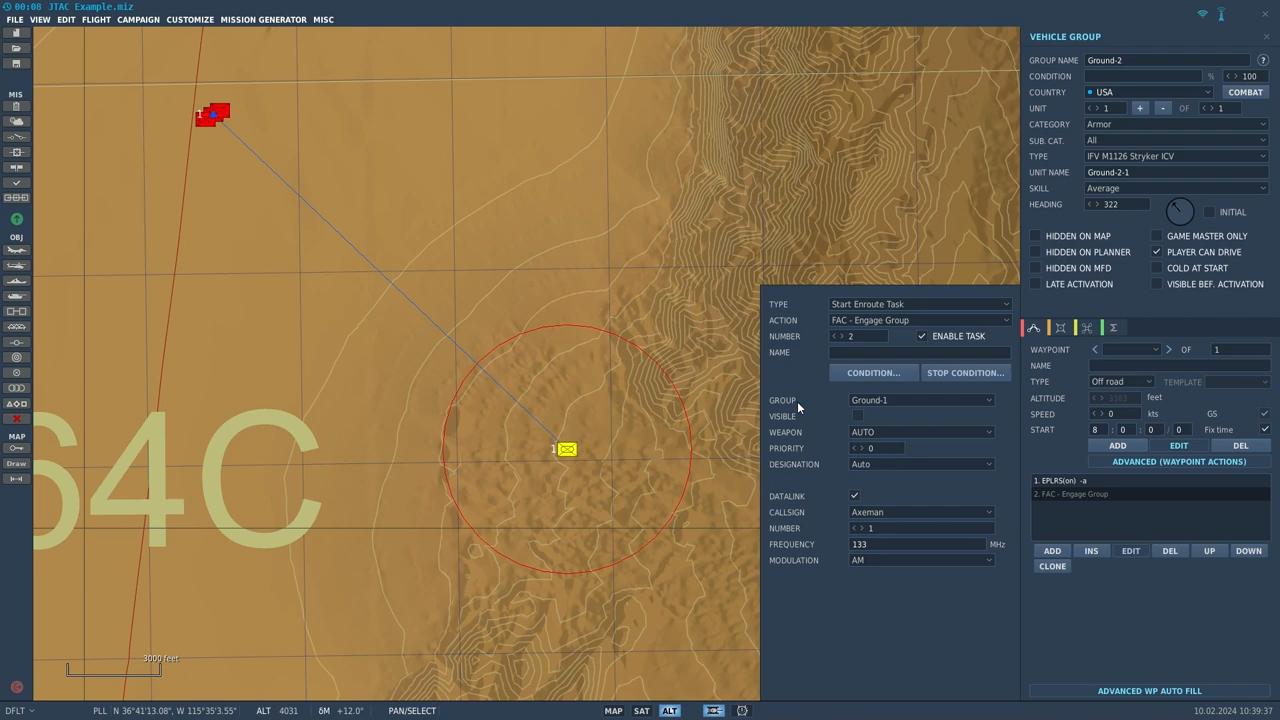 00:08 JTAC Example.miz
FILE VIEW EDIT FLIGHT CAMPAIGN CUSTOMIZE MISSION GENERATOR MISC
MIS
OBJ
MAP
Draw
1
1
64C
3000 feet
TYPE Start Enroute Task
ACTION FAC - Engage Group
NUMBER < > 2 ENABLE TASK
NAME
CONDITION... STOP CONDITION...
GROUP Ground-1
VISIBLE
WEAPON AUTO
PRIORITY < > 0
DESIGNATION Auto
DATALINK
CALLSIGN Axeman
NUMBER < > 1
FREQUENCY 133 MHz
MODULATION AM
VEHICLE GROUP
GROUP NAME Ground-2 ?
CONDITION % < > 100
COUNTRY USA COMBAT
UNIT < > 1 + - OF < > 1
CATEGORY Armor
SUB. CAT. All
TYPE IFV M1126 Stryker ICV
UNIT NAME Ground-2-1
SKILL Average
HEADING < > 322 INITIAL
HIDDEN ON MAP GAME MASTER ONLY
HIDDEN ON PLANNER PLAYER CAN DRIVE
HIDDEN ON MFD COLD AT START
LATE ACTIVATION VISIBLE BEF. ACTIVATION
WAYPOINT < > OF 1
NAME
TYPE Off road TEMPLATE
ALTITUDE < > 3383 feet
SPEED < > 0 kts GS
START 8 : 0 : 0 / 0 Fix time
ADD EDIT DEL
ADVANCED (WAYPOINT ACTIONS)
1. EPLRS(on) -a
2. FAC - Engage Group
ADD INS EDIT DEL UP DOWN
CLONE
ADVANCED WP AUTO FILL
DFLT PLL N 36°41'13.08", W 115°35'3.55" ALT 4031 δM +12.0° PAN/SELECT MAP SAT ALT 10.02.2024 10:39:37